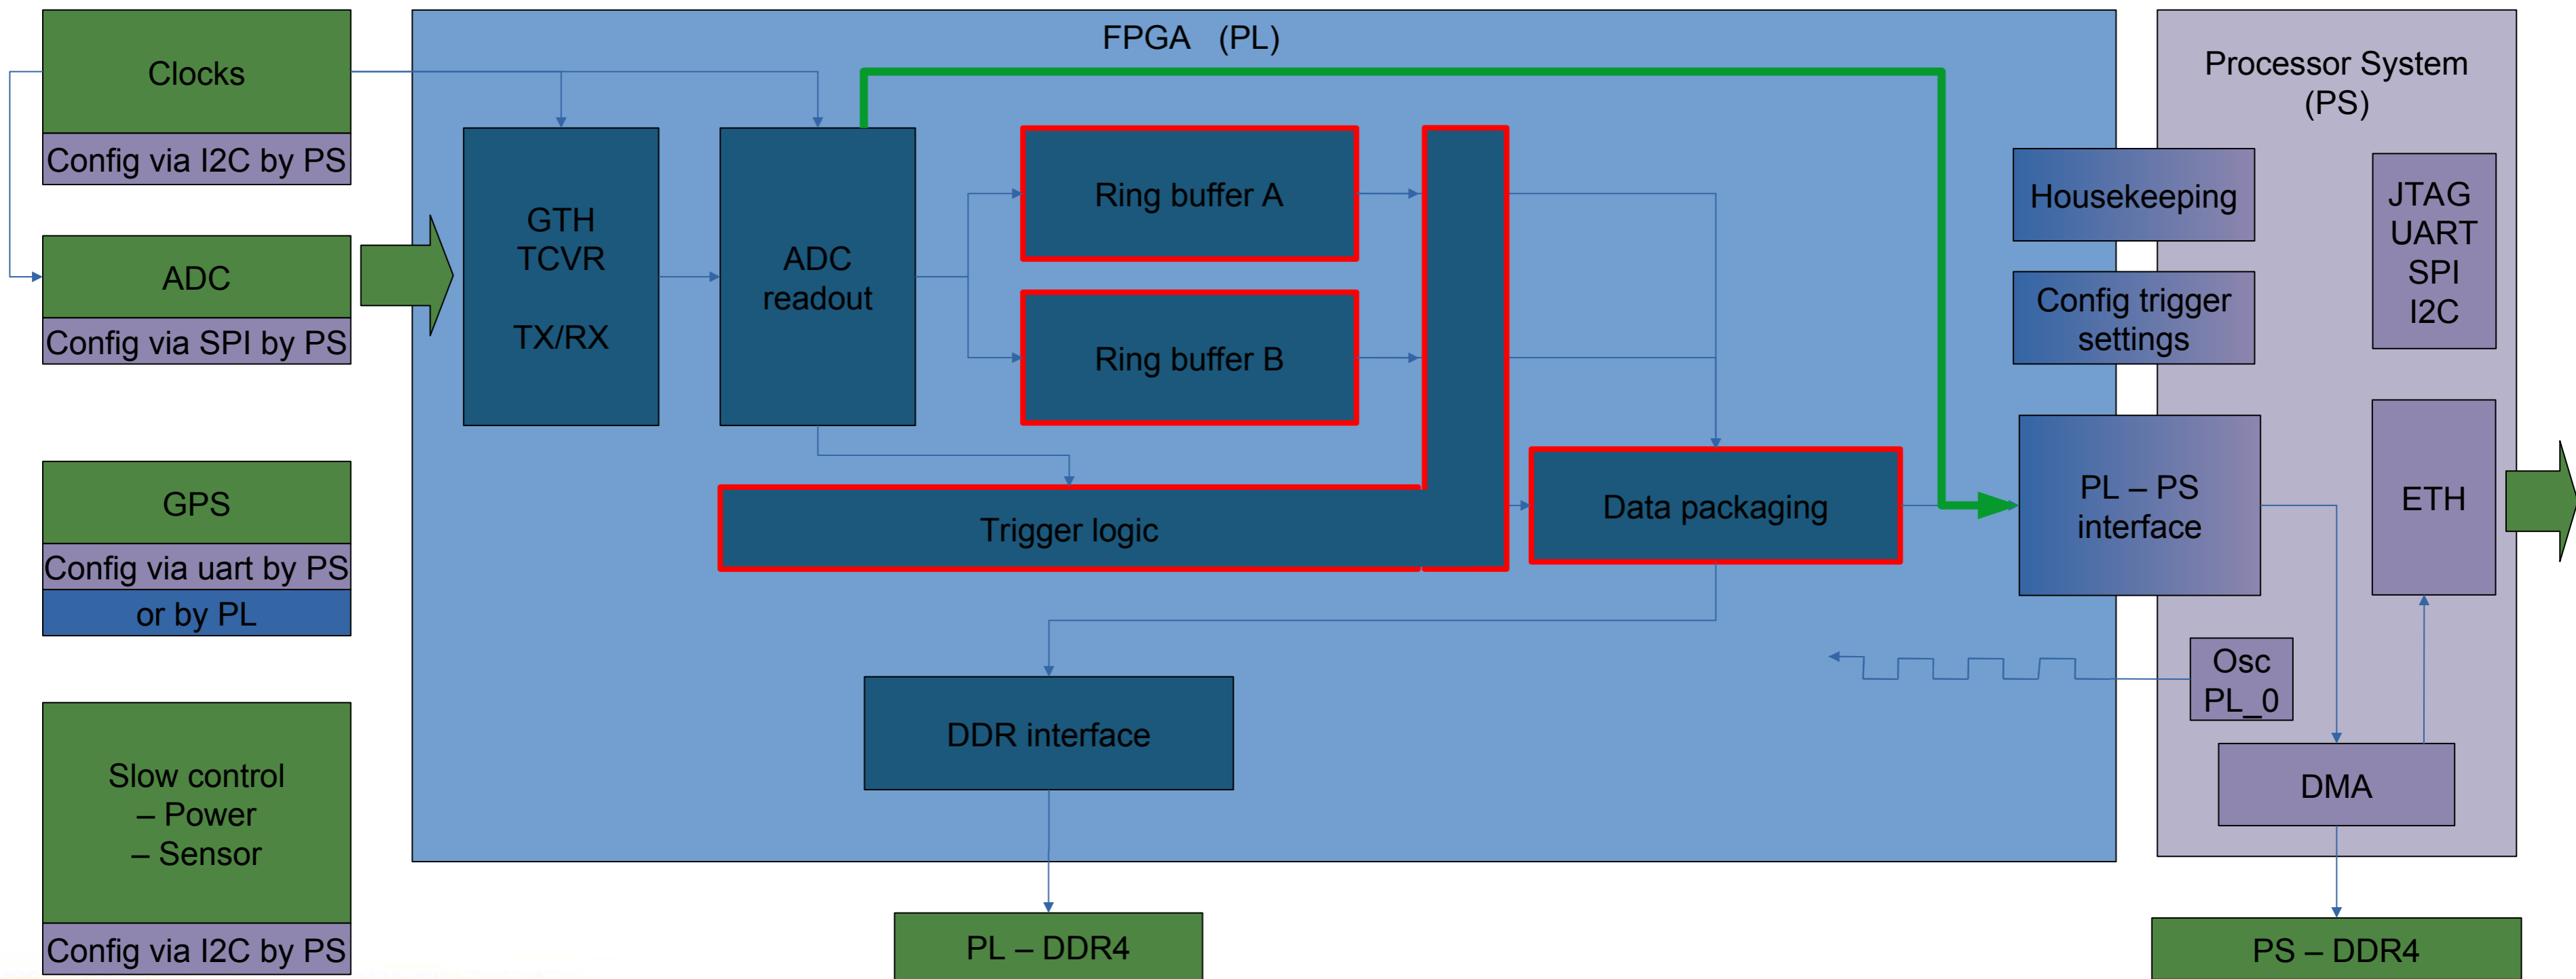 Clocks
Config via I2C by PS
ADC
Config via SPI by PS
GPS
Config via uart by PS
or by PL
Slow control
– Power
– Sensor
Config via I2C by PS
FPGA (PL)
GTH
TCVR
TX/RX
ADC
readout
Ring buffer A
Ring buffer B
Trigger logic
Data packaging
DDR interface
PL – DDR4
Processor System
(PS)
Housekeeping
Config trigger
settings
JTAG
UART
SPI
I2C
PL – PS
interface
ETH
Osc
PL_0
DMA
PS – DDR4